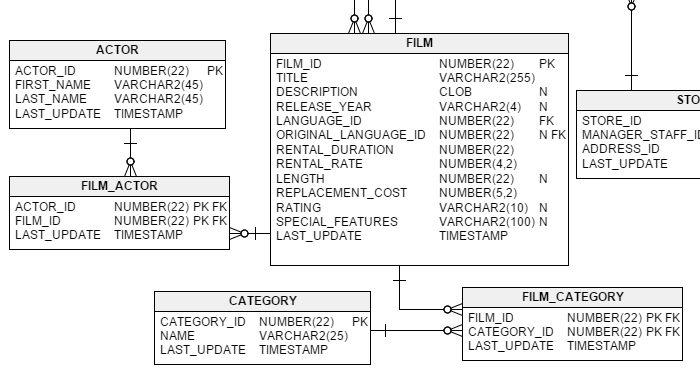 ACTOR
ACTOR_ID NUMBER(22) PK
FIRST_NAME VARCHAR2(45)
LAST_NAME VARCHAR2(45)
LAST_UPDATE TIMESTAMP
FILM
FILM_ID NUMBER(22) PK
TITLE VARCHAR2(255)
DESCRIPTION CLOB N
RELEASE_YEAR VARCHAR2(4) N
LANGUAGE_ID NUMBER(22) FK
ORIGINAL_LANGUAGE_ID NUMBER(22) N FK
RENTAL_DURATION NUMBER(22)
RENTAL_RATE NUMBER(4,2)
LENGTH NUMBER(22) N
REPLACEMENT_COST NUMBER(5,2)
RATING VARCHAR2(10) N
SPECIAL_FEATURES VARCHAR2(100) N
LAST_UPDATE TIMESTAMP
STO
STORE_ID
MANAGER_STAFF_I
ADDRESS_ID
LAST_UPDATE
FILM_ACTOR
ACTOR_ID NUMBER(22) PK FK
FILM_ID NUMBER(22) PK FK
LAST_UPDATE TIMESTAMP
CATEGORY
CATEGORY_ID NUMBER(22) PK
NAME VARCHAR2(25)
LAST_UPDATE TIMESTAMP
FILM_CATEGORY
FILM_ID NUMBER(22) PK FK
CATEGORY_ID NUMBER(22) PK FK
LAST_UPDATE TIMESTAMP